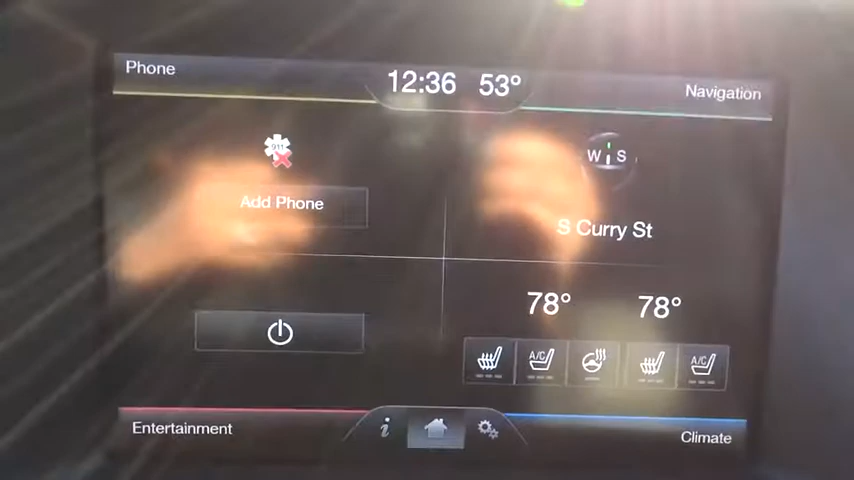 Phone
12:36 53°
Navigation
911
W S
Add Phone
S Curry St
78° 78°
A/C A/C
Entertainment
i
Climate